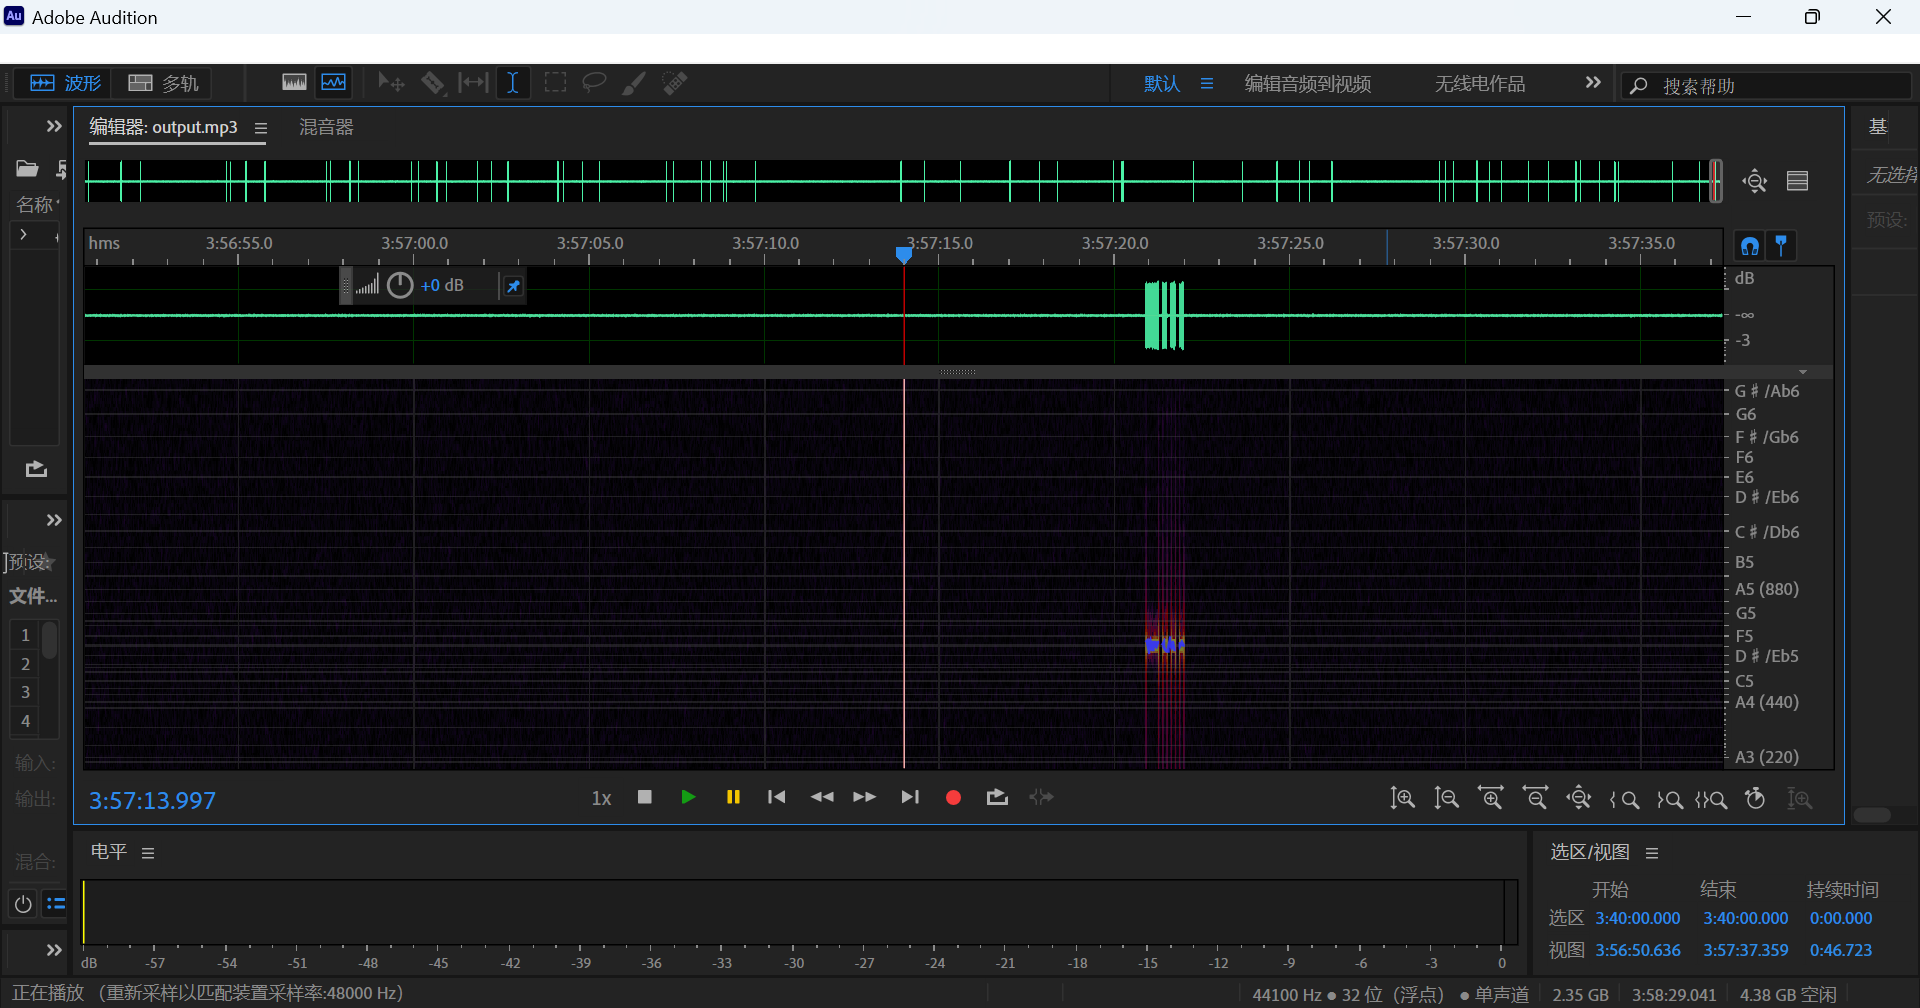 Au Adobe Audition
波形 多轨 默认 编辑音频到视频 无线电作品 搜索帮助
编辑器: output.mp3 混音器 基
无选择
名称
预设:
hms 3:56:55.0 3:57:00.0 3:57:05.0 3:57:10.0 3:57:15.0 3:57:20.0 3:57:25.0 3:57:30.0 3:57:35.0
+0 dB
dB
-∞
-3
G♯/Ab6
G6
F♯/Gb6
F6
E6
D♯/Eb6
C♯/Db6
B5
A5 (880)
G5
F5
D♯/Eb5
C5
A4 (440)
A3 (220)
预设:
文件...
1
2
3
4
输入:
输出:
混合:
3:57:13.997 1x
电平
dB -57 -54 -51 -48 -45 -42 -39 -36 -33 -30 -27 -24 -21 -18 -15 -12 -9 -6 -3 0
选区/视图
开始 结束 持续时间
选区 3:40:00.000 3:40:00.000 0:00.000
视图 3:56:50.636 3:57:37.359 0:46.723
正在播放 （重新采样以匹配装置采样率:48000 Hz） 44100 Hz ● 32 位（浮点） ● 单声道 2.35 GB 3:58:29.041 4.38 GB 空闲